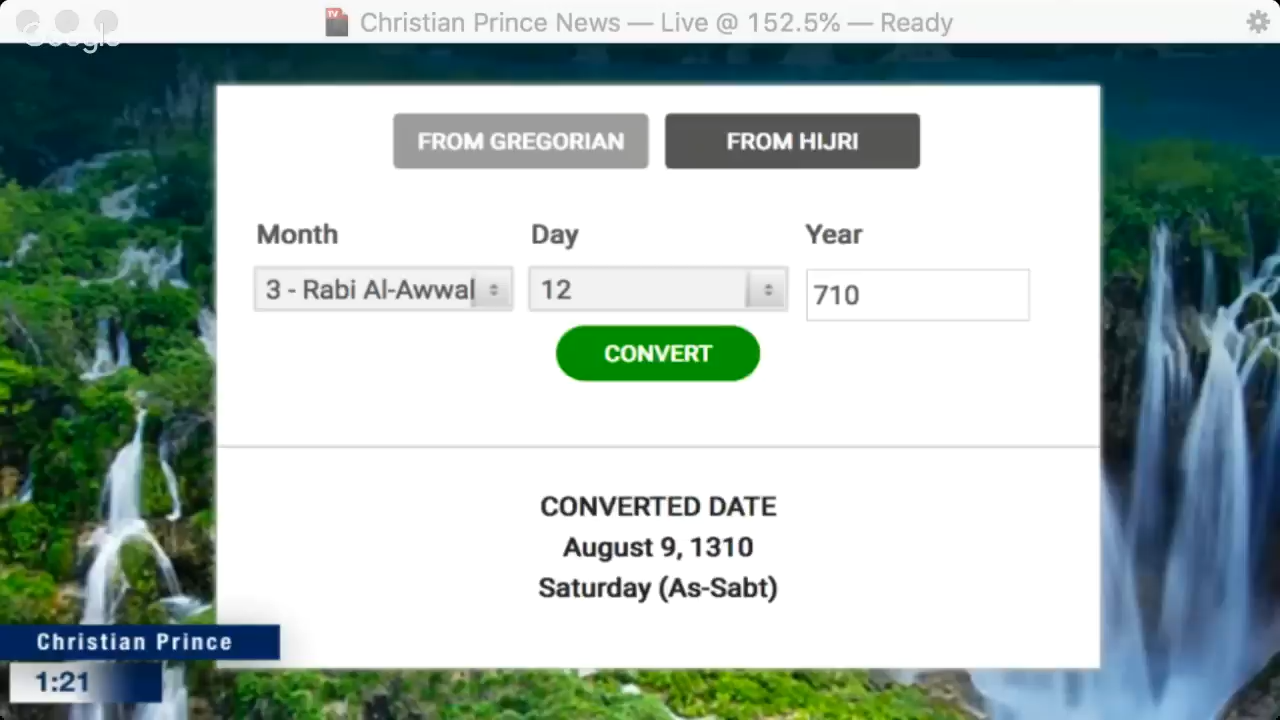 Christian Prince News — Live @ 152.5% — Ready
Google
FROM GREGORIAN FROM HIJRI
Month Day Year
3 - Rabi Al-Awwal 12 710
CONVERT
CONVERTED DATE
August 9, 1310
Saturday (As-Sabt)
Christian Prince
1:21